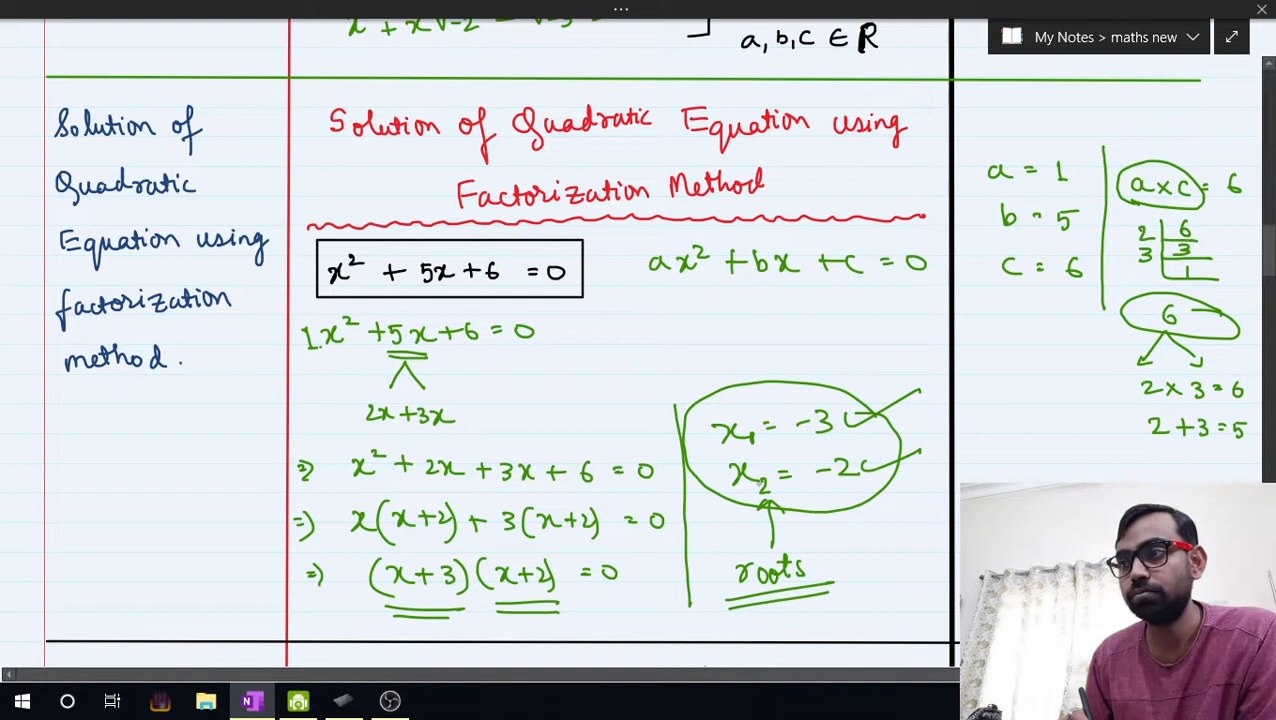 My Notes > maths new
a, b, c ∈ R
Solution of
Quadratic
Equation using
factorization
method.
Solution of Quadratic Equation using
Factorization Method
x² + 5x + 6 = 0
ax² + bx + c = 0
1.x² + 5x + 6 = 0
2x + 3x
⇒ x² + 2x + 3x + 6 = 0
⇒ x(x+2) + 3(x+2) = 0
⇒ (x+3)(x+2) = 0
x₁ = -3
x₂ = -2
roots
a = 1
b = 5
c = 6
a×c = 6
2 6
3 3
1
6
2 × 3 = 6
2 + 3 = 5